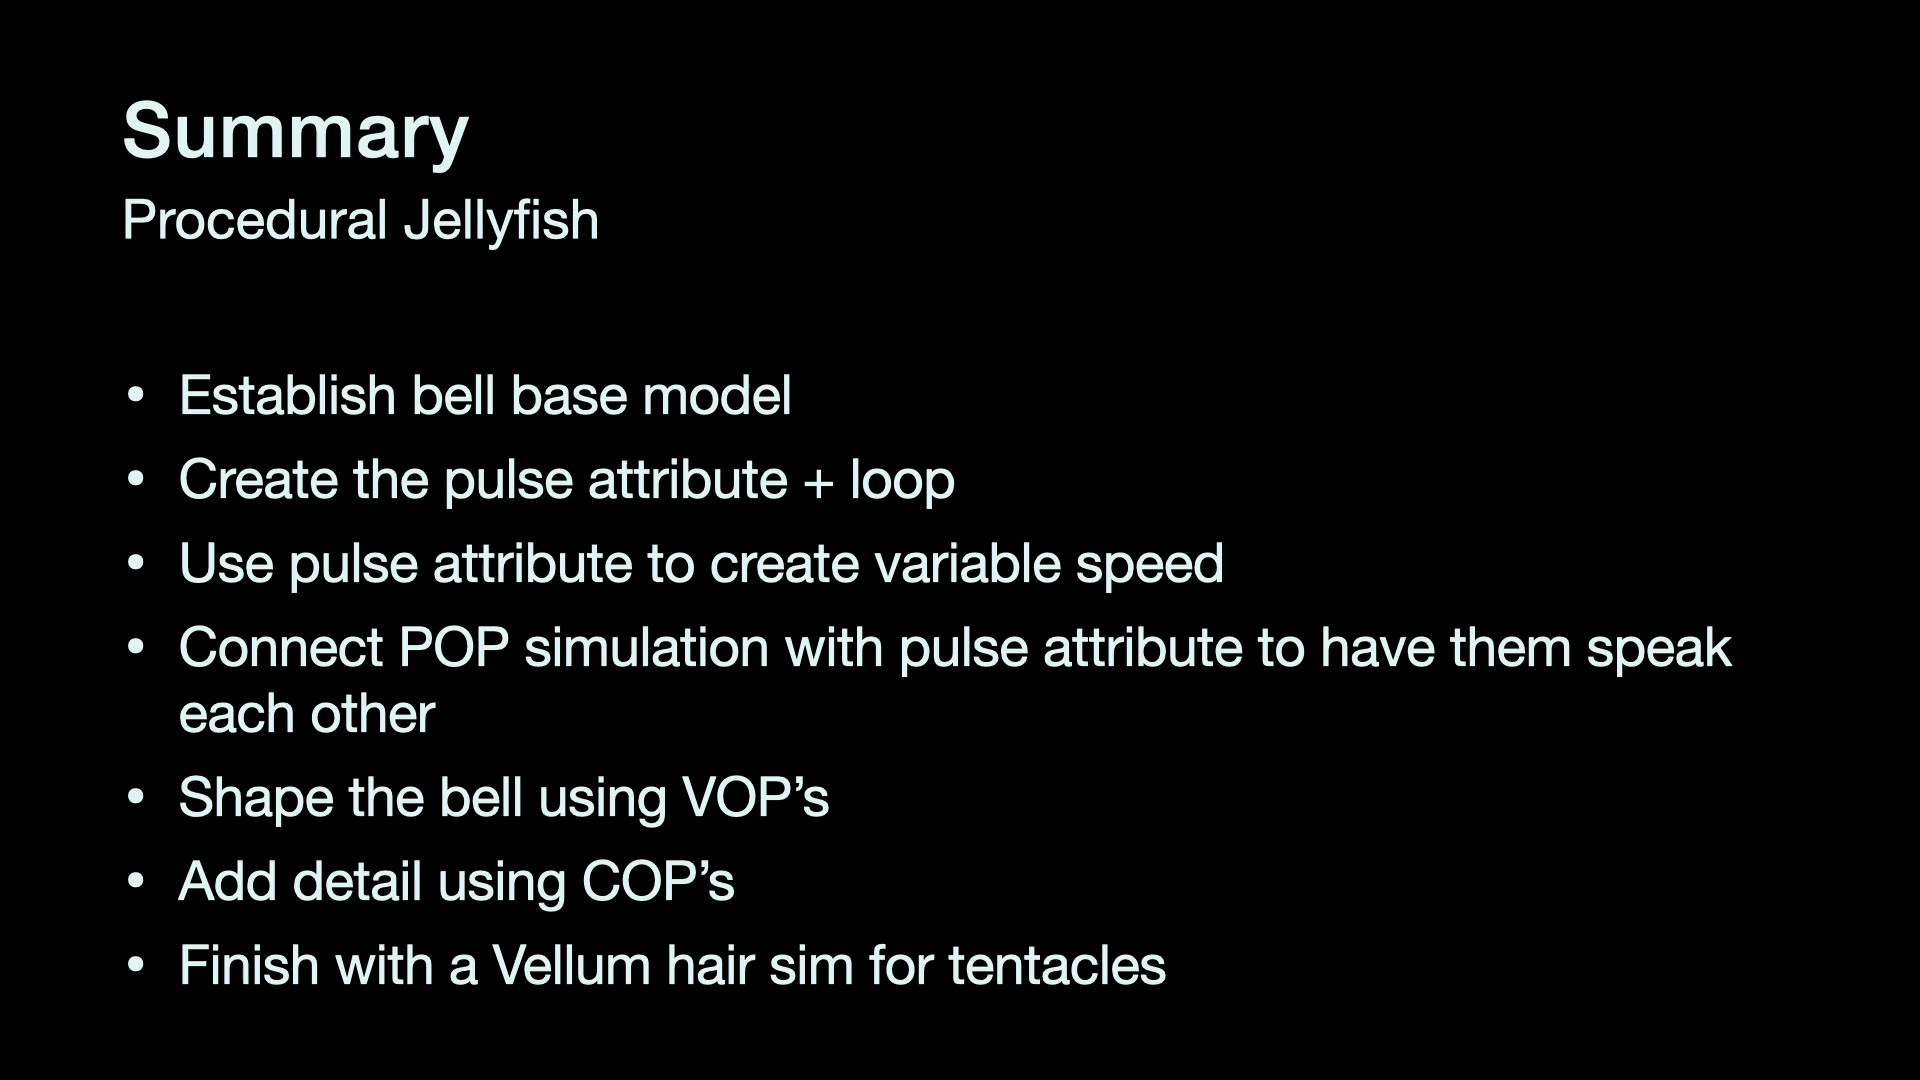 Summary
Procedural Jellyfish
• Establish bell base model
• Create the pulse attribute + loop
• Use pulse attribute to create variable speed
• Connect POP simulation with pulse attribute to have them speak
each other
• Shape the bell using VOP’s
• Add detail using COP’s
• Finish with a Vellum hair sim for tentacles